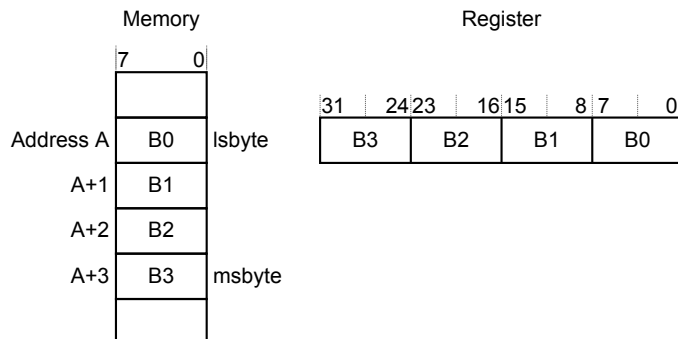 Memory
Register
7 0
31 24 23 16 15 8 7 0
Address A B0 lsbyte
B3 B2 B1 B0
A+1 B1
A+2 B2
A+3 B3 msbyte